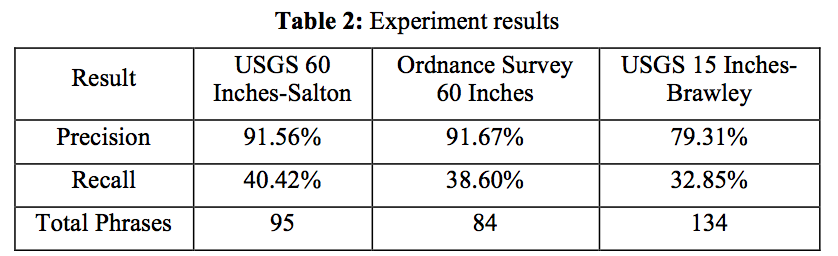 Table 2: Experiment results
Result USGS 60 Inches-Salton Ordnance Survey 60 Inches USGS 15 Inches-Brawley
Precision 91.56% 91.67% 79.31%
Recall 40.42% 38.60% 32.85%
Total Phrases 95 84 134